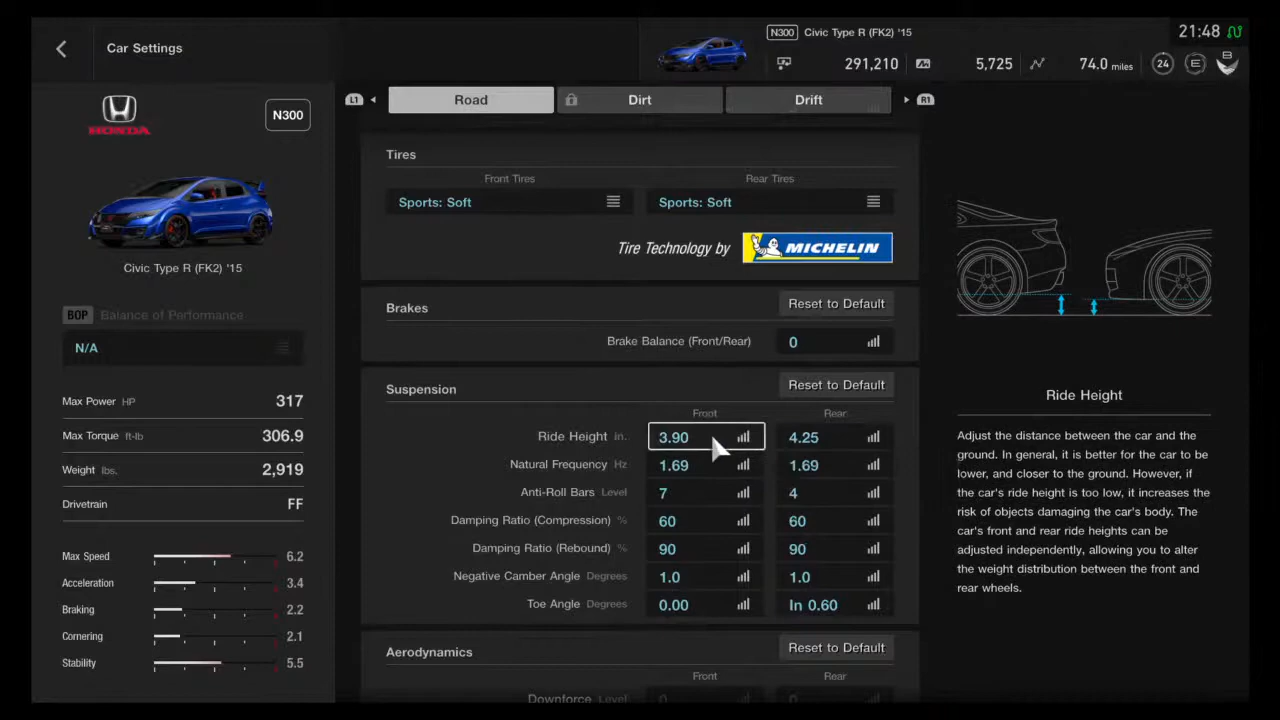 Car Settings
N300 Civic Type R (FK2) '15
21:48
291,210
5,725
74.0 miles
24
E
B
HONDA
N300
Civic Type R (FK2) '15
BOP Balance of Performance
N/A
Max Power HP 317
Max Torque ft-lb 306.9
Weight lbs. 2,919
Drivetrain FF
Max Speed 6.2
Acceleration 3.4
Braking 2.2
Cornering 2.1
Stability 5.5
L1 Road Dirt Drift R1
Tires
Front Tires Rear Tires
Sports: Soft Sports: Soft
Tire Technology by MICHELIN
Brakes Reset to Default
Brake Balance (Front/Rear) 0
Suspension Reset to Default
Front Rear
Ride Height in. 3.90 4.25
Natural Frequency Hz 1.69 1.69
Anti-Roll Bars Level 7 4
Damping Ratio (Compression) % 60 60
Damping Ratio (Rebound) % 90 90
Negative Camber Angle Degrees 1.0 1.0
Toe Angle Degrees 0.00 In 0.60
Aerodynamics Reset to Default
Front Rear
Downforce Level 0 0
Ride Height
Adjust the distance between the car and the
ground. In general, it is better for the car to be
lower, and closer to the ground. However, if
the car's ride height is too low, it increases the
risk of objects damaging the car's body. The
car's front and rear ride heights can be
adjusted independently, allowing you to alter
the weight distribution between the front and
rear wheels.